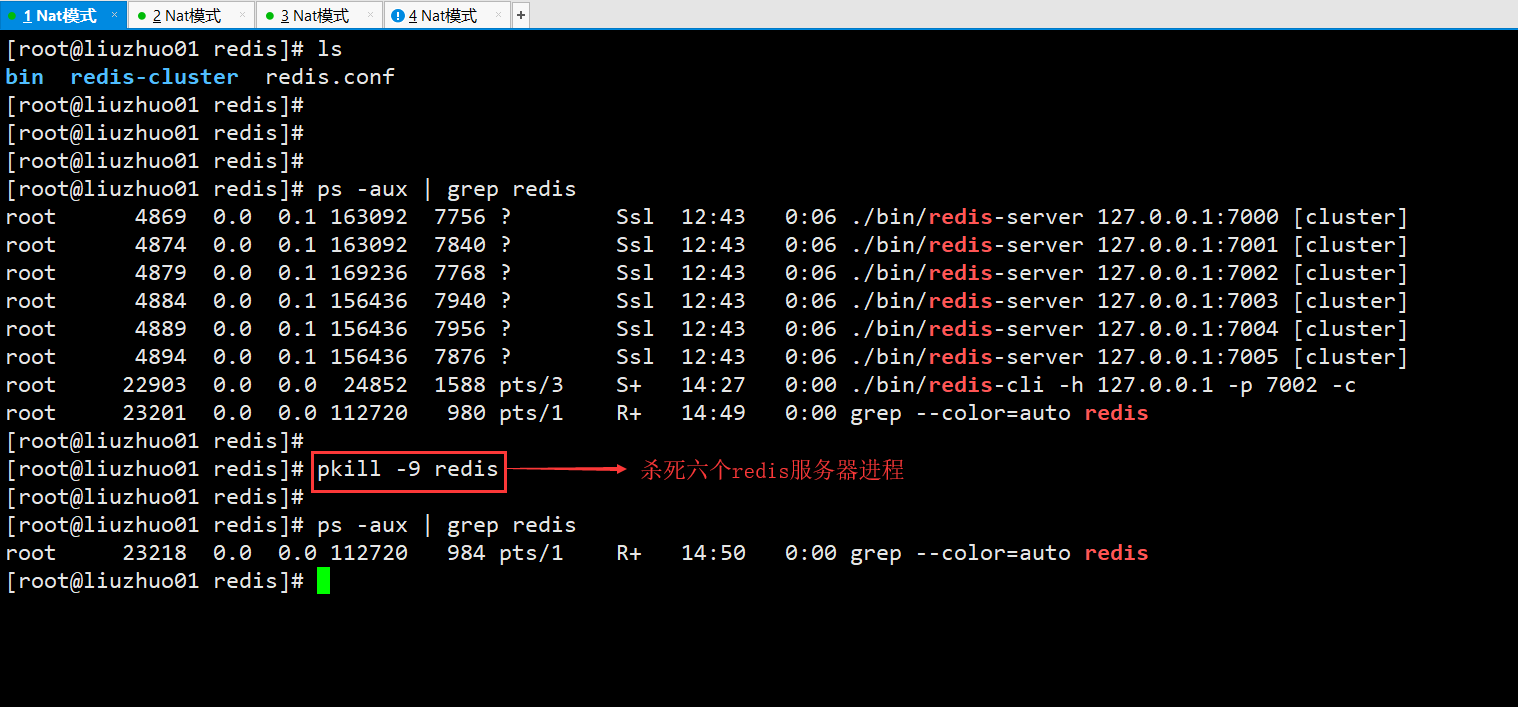 1 Nat模式 × 2 Nat模式 × 3 Nat模式 × 4 Nat模式 × +
[root@liuzhuo01 redis]# ls
bin  redis-cluster  redis.conf
[root@liuzhuo01 redis]#
[root@liuzhuo01 redis]#
[root@liuzhuo01 redis]#
[root@liuzhuo01 redis]# ps -aux | grep redis
root      4869  0.0  0.1 163092  7756 ?        Ssl  12:43   0:06 ./bin/redis-server 127.0.0.1:7000 [cluster]
root      4874  0.0  0.1 163092  7840 ?        Ssl  12:43   0:06 ./bin/redis-server 127.0.0.1:7001 [cluster]
root      4879  0.0  0.1 169236  7768 ?        Ssl  12:43   0:06 ./bin/redis-server 127.0.0.1:7002 [cluster]
root      4884  0.0  0.1 156436  7940 ?        Ssl  12:43   0:06 ./bin/redis-server 127.0.0.1:7003 [cluster]
root      4889  0.0  0.1 156436  7956 ?        Ssl  12:43   0:06 ./bin/redis-server 127.0.0.1:7004 [cluster]
root      4894  0.0  0.1 156436  7876 ?        Ssl  12:43   0:06 ./bin/redis-server 127.0.0.1:7005 [cluster]
root     22903  0.0  0.0  24852  1588 pts/3    S+   14:27   0:00 ./bin/redis-cli -h 127.0.0.1 -p 7002 -c
root     23201  0.0  0.0 112720   980 pts/1    R+   14:49   0:00 grep --color=auto redis
[root@liuzhuo01 redis]#
[root@liuzhuo01 redis]# pkill -9 redis 杀死六个redis服务器进程
[root@liuzhuo01 redis]#
[root@liuzhuo01 redis]# ps -aux | grep redis
root     23218  0.0  0.0 112720   984 pts/1    R+   14:50   0:00 grep --color=auto redis
[root@liuzhuo01 redis]#